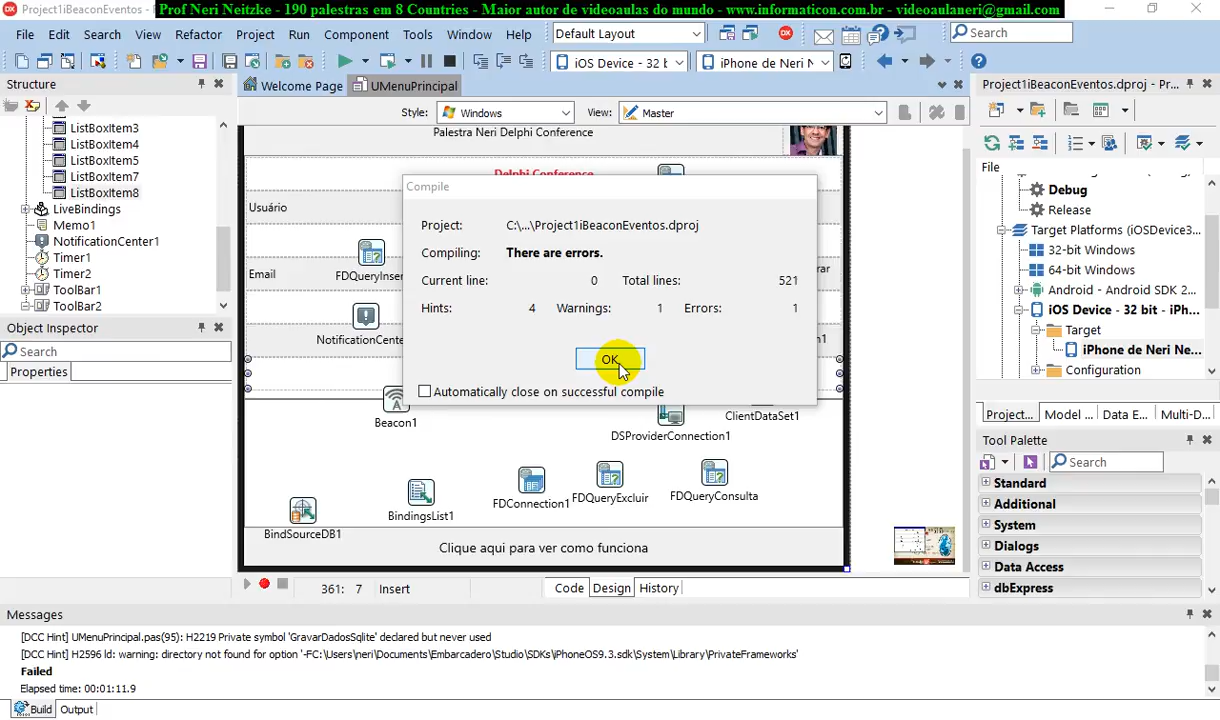 Project1iBeaconEventos - P
Prof Neri Neitzke - 190 palestras em 8 Countries - Maior autor de videoaulas do mundo - www.informaticon.com.br - videoaulaneri@gmail.com
File Edit Search View Refactor Project Run Component Tools Window Help
Default Layout
Search
iOS Device - 32 b
iPhone de Neri N
Structure
Welcome Page
UMenuPrincipal
Project1iBeaconEventos.dproj - Pr...
Style: Windows
View: Master
ListBoxItem3
ListBoxItem4
ListBoxItem5
ListBoxItem7
ListBoxItem8
LiveBindings
Memo1
NotificationCenter1
Timer1
Timer2
ToolBar1
ToolBar2
Object Inspector
Search
Properties
Palestra Neri Delphi Conference
Delphi Conference
Usuário
FDQueryInser
Email
rar
NotificationCente
n1
Compile
Project: C:\...\Project1iBeaconEventos.dproj
Compiling: There are errors.
Current line: 0 Total lines: 521
Hints: 4 Warnings: 1 Errors: 1
OK
Automatically close on successful compile
Beacon1
ClientDataSet1
DSProviderConnection1
FDConnection1
FDQueryExcluir
FDQueryConsulta
BindingsList1
BindSourceDB1
Clique aqui para ver como funciona
361: 7 Insert
Code Design History
File
Debug
Release
Target Platforms (iOSDevice3...
32-bit Windows
64-bit Windows
Android - Android SDK 2...
iOS Device - 32 bit - iPh...
Target
iPhone de Neri Ne...
Configuration
Project... Model ... Data E... Multi-D...
Tool Palette
Search
Standard
Additional
System
Dialogs
Data Access
dbExpress
Messages
[DCC Hint] UMenuPrincipal.pas(95): H2219 Private symbol 'GravarDadosSqlite' declared but never used
[DCC Hint] H2596 ld: warning: directory not found for option '-FC:\Users\neri\Documents\Embarcadero\Studio\SDKs\iPhoneOS9.3.sdk\System\Library\PrivateFrameworks'
Failed
Elapsed time: 00:01:11.9
Build Output